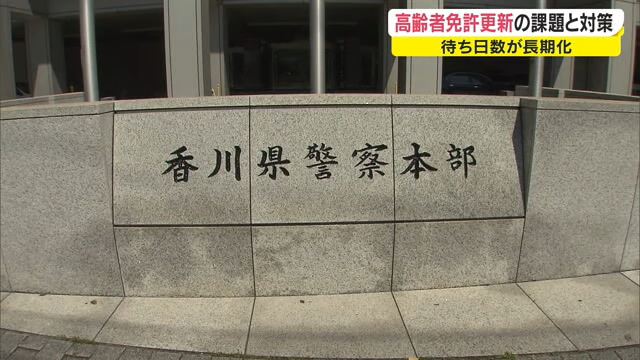 高齢者免許更新の課題と対策
待ち日数が長期化
香川県警察本部